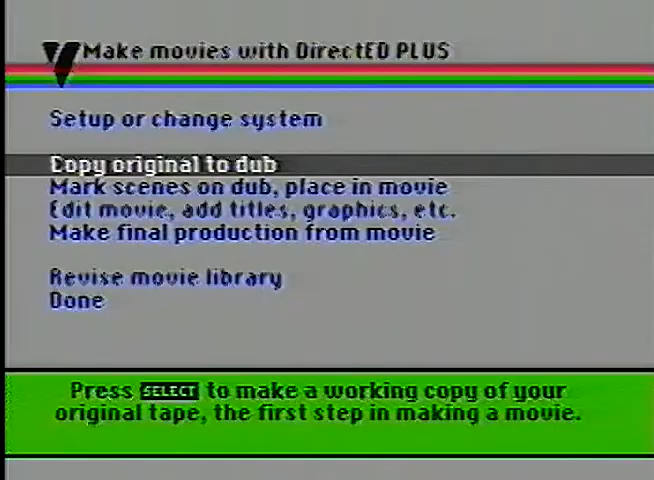 Make movies with DirectED PLUS
Setup or change system
Copy original to dub
Mark scenes on dub, place in movie
Edit movie, add titles, graphics, etc.
Make final production from movie
Revise movie library
Done
Press SELECT to make a working copy of your
original tape, the first step in making a movie.